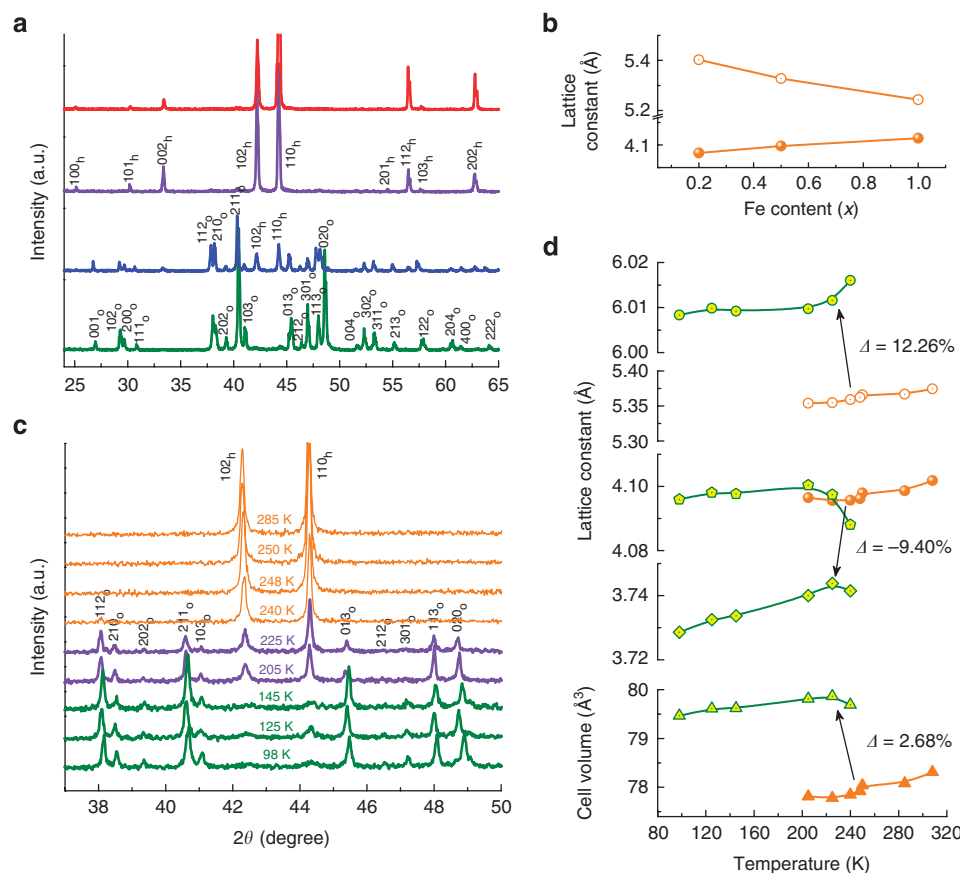 a
Intensity (a.u.)
100h 101h 002h 102h 110h 201h 112h 103h 202h
112o 210o 211o 102h 110h 020o
001o 102o 200o 111o 202o 103o 013o 212o 301o 113o 004o 302o 311o 213o 122o 204o 400o 222o
25 30 35 40 45 50 55 60 65
b
Lattice
constant (Å)
5.4
5.2
4.1
0.2 0.4 0.6 0.8 1.0
Fe content (x)
c
Intensity (a.u.)
102h 110h
285 K
250 K
248 K
240 K
112o 210o 202o 211o 103o 013o 212o 301o 113o 020o
225 K
205 K
145 K
125 K
98 K
38 40 42 44 46 48 50
2θ (degree)
d
Lattice constant (Å)
6.02
6.01
6.00
Δ = 12.26%
5.40
5.35
5.30
4.10
4.08
Δ = –9.40%
3.74
3.72
Cell volume (Å³)
80
79
78
Δ = 2.68%
80 120 160 200 240 280 320
Temperature (K)